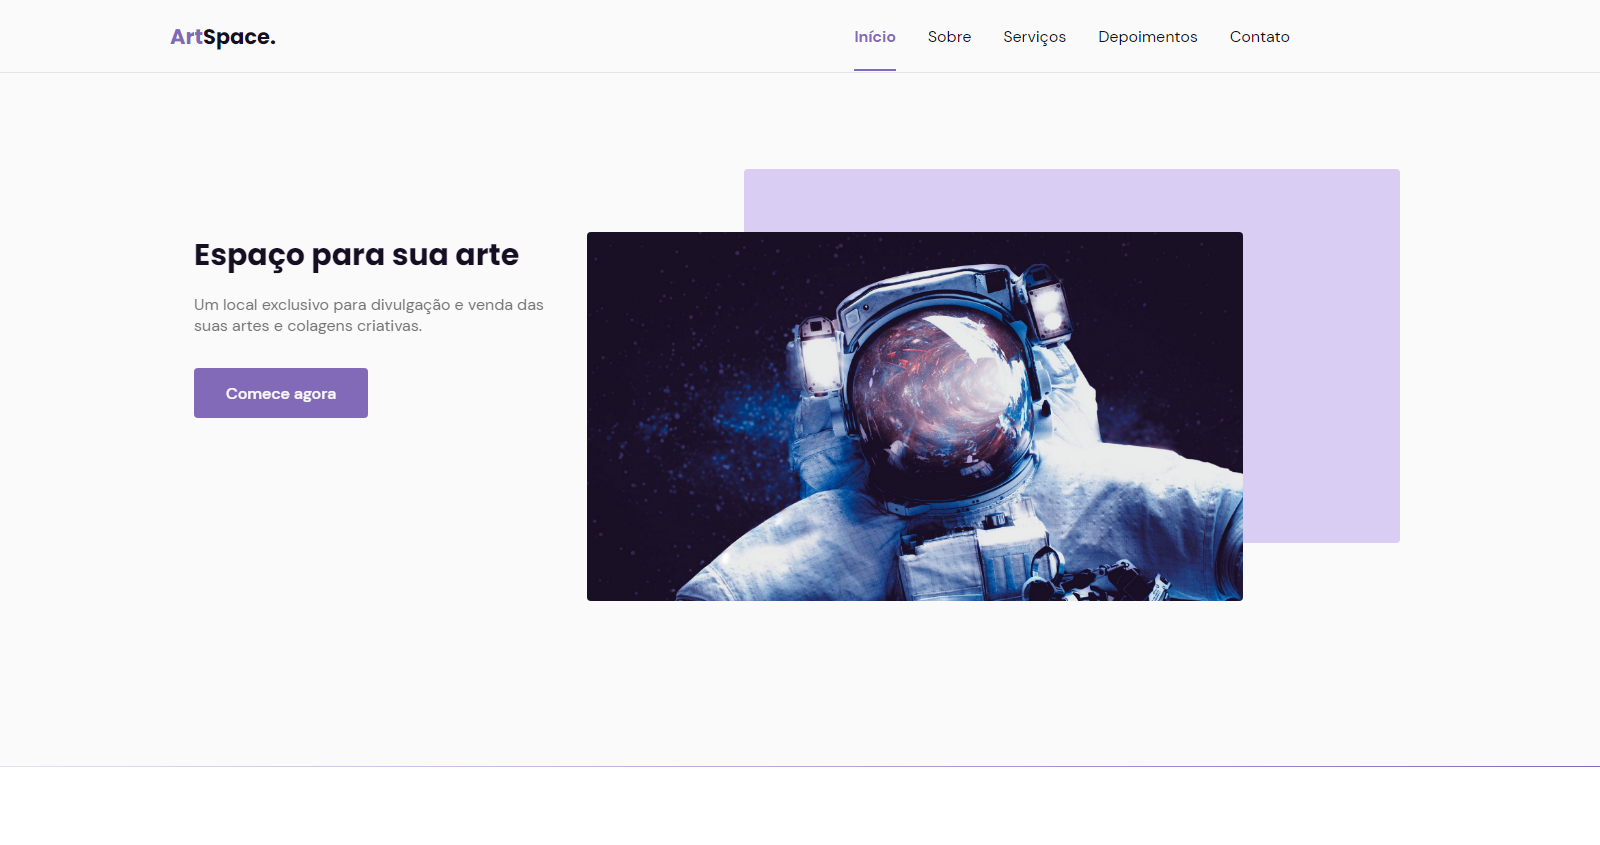 ArtSpace.
Início Sobre Serviços Depoimentos Contato
Espaço para sua arte
Um local exclusivo para divulgação e venda das
suas artes e colagens criativas.
Comece agora